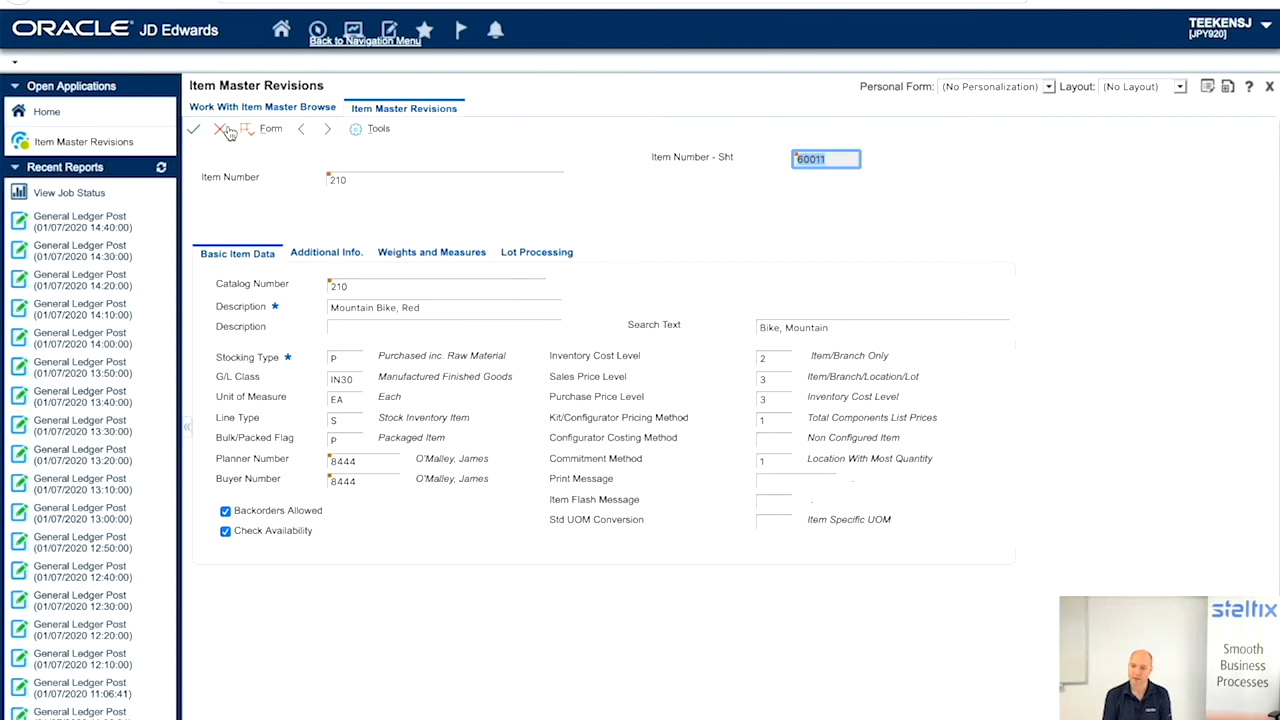 ORACLE JD Edwards
Back to Navigation Menu
TEEKENSJ
[JPY920]
Open Applications
Home
Item Master Revisions
Recent Reports
View Job Status
General Ledger Post
(01/07/2020 14:40:00)
General Ledger Post
(01/07/2020 14:30:00)
General Ledger Post
(01/07/2020 14:20:00)
General Ledger Post
(01/07/2020 14:10:00)
General Ledger Post
(01/07/2020 14:00:00)
General Ledger Post
(01/07/2020 13:50:00)
General Ledger Post
(01/07/2020 13:40:00)
General Ledger Post
(01/07/2020 13:30:00)
General Ledger Post
(01/07/2020 13:20:00)
General Ledger Post
(01/07/2020 13:10:00)
General Ledger Post
(01/07/2020 13:00:00)
General Ledger Post
(01/07/2020 12:50:00)
General Ledger Post
(01/07/2020 12:40:00)
General Ledger Post
(01/07/2020 12:30:00)
General Ledger Post
(01/07/2020 12:20:00)
General Ledger Post
(01/07/2020 12:10:00)
General Ledger Post
(01/07/2020 11:06:41)
Item Master Revisions
Personal Form: (No Personalization) Layout: (No Layout)
Work With Item Master Browse Item Master Revisions
Form Tools
Item Number - Sht 60011
Item Number 210
Basic Item Data Additional Info. Weights and Measures Lot Processing
Catalog Number 210
Description * Mountain Bike, Red
Description Search Text Bike, Mountain
Stocking Type * P Purchased inc. Raw Material Inventory Cost Level 2 Item/Branch Only
G/L Class IN30 Manufactured Finished Goods Sales Price Level 3 Item/Branch/Location/Lot
Unit of Measure EA Each Purchase Price Level 3 Inventory Cost Level
Line Type S Stock Inventory Item Kit/Configurator Pricing Method 1 Total Components List Prices
Bulk/Packed Flag P Packaged Item Configurator Costing Method Non Configured Item
Planner Number 8444 O'Malley, James Commitment Method 1 Location With Most Quantity
Buyer Number 8444 O'Malley, James Print Message .
Item Flash Message .
Backorders Allowed
Std UOM Conversion Item Specific UOM
Check Availability
steltix
Smooth
Business
Processes